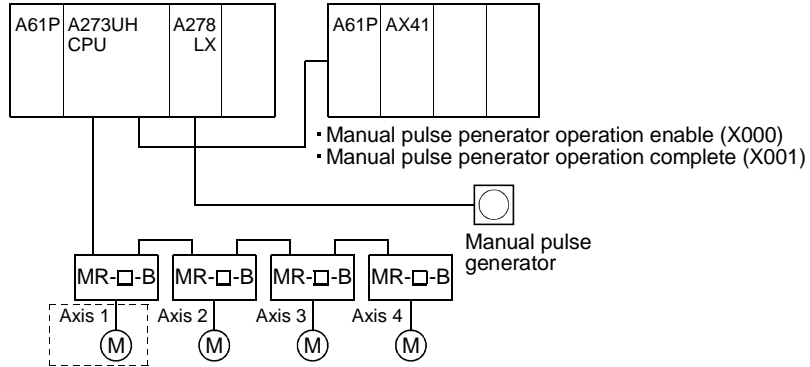 A61P A273UH CPU A278 LX
A61P AX41
· Manual pulse penerator operation enable (X000)
· Manual pulse penerator operation complete (X001)
Manual pulse
generator
MR-□-B MR-□-B MR-□-B MR-□-B
Axis 1 Axis 2 Axis 3 Axis 4
M M M M